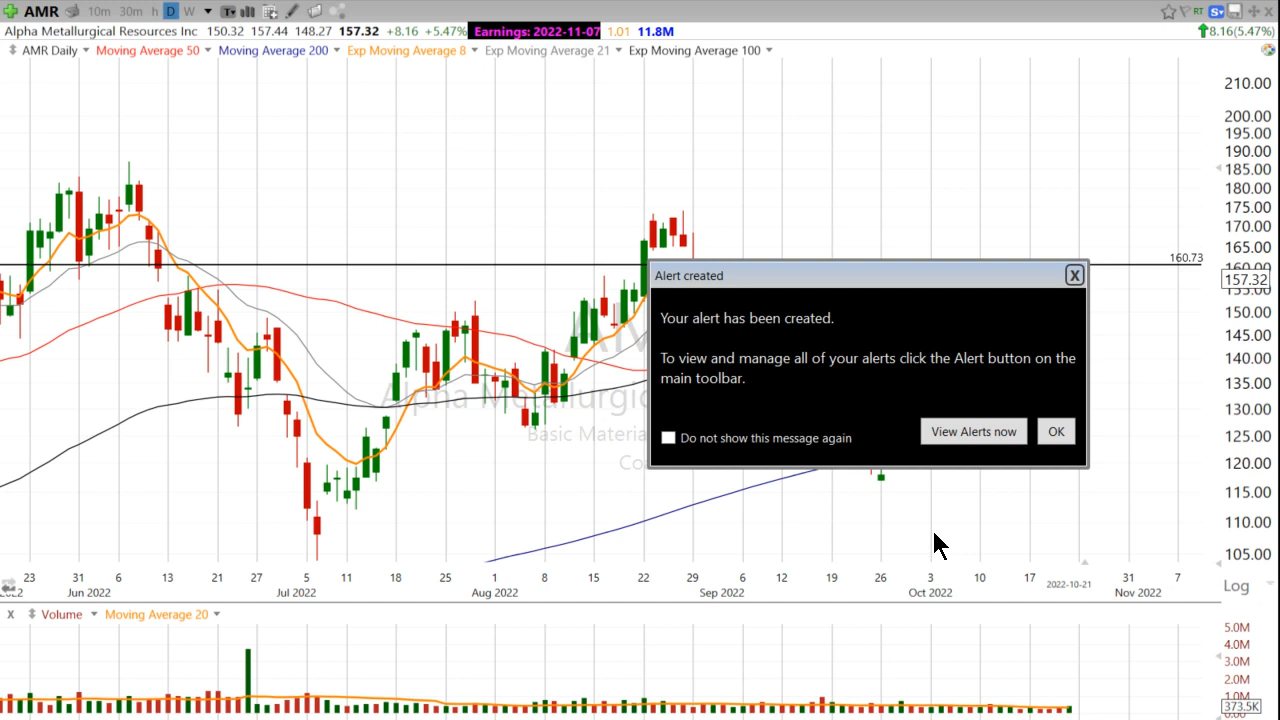 AMR 10m 30m h D W T RT S
Alpha Metallurgical Resources Inc 150.32 157.44 148.27 157.32 +8.16 +5.47% Earnings: 2022-11-07 1.01 11.8M 8.16(5.47%)
AMR Daily Moving Average 50 Moving Average 200 Exp Moving Average 8 Exp Moving Average 21 Exp Moving Average 100
210.00
200.00
195.00
190.00
185.00
180.00
175.00
170.00
165.00
160.73
160.00
157.32
155.00
150.00
145.00
140.00
135.00
130.00
125.00
120.00
115.00
110.00
105.00
Alpha Metallurgic
Basic Materia
Co
Alert created X
Your alert has been created.
To view and manage all of your alerts click the Alert button on the
main toolbar.
Do not show this message again View Alerts now OK
23 31 6 13 21 27 5 11 18 25 1 8 15 22 29 6 12 19 26 3 10 17 2022-10-21 31 7
2022 Jun 2022 Jul 2022 Aug 2022 Sep 2022 Oct 2022 Nov 2022 Log
X Volume Moving Average 20
5.0M
4.0M
3.0M
2.0M
1.0M
373.5K